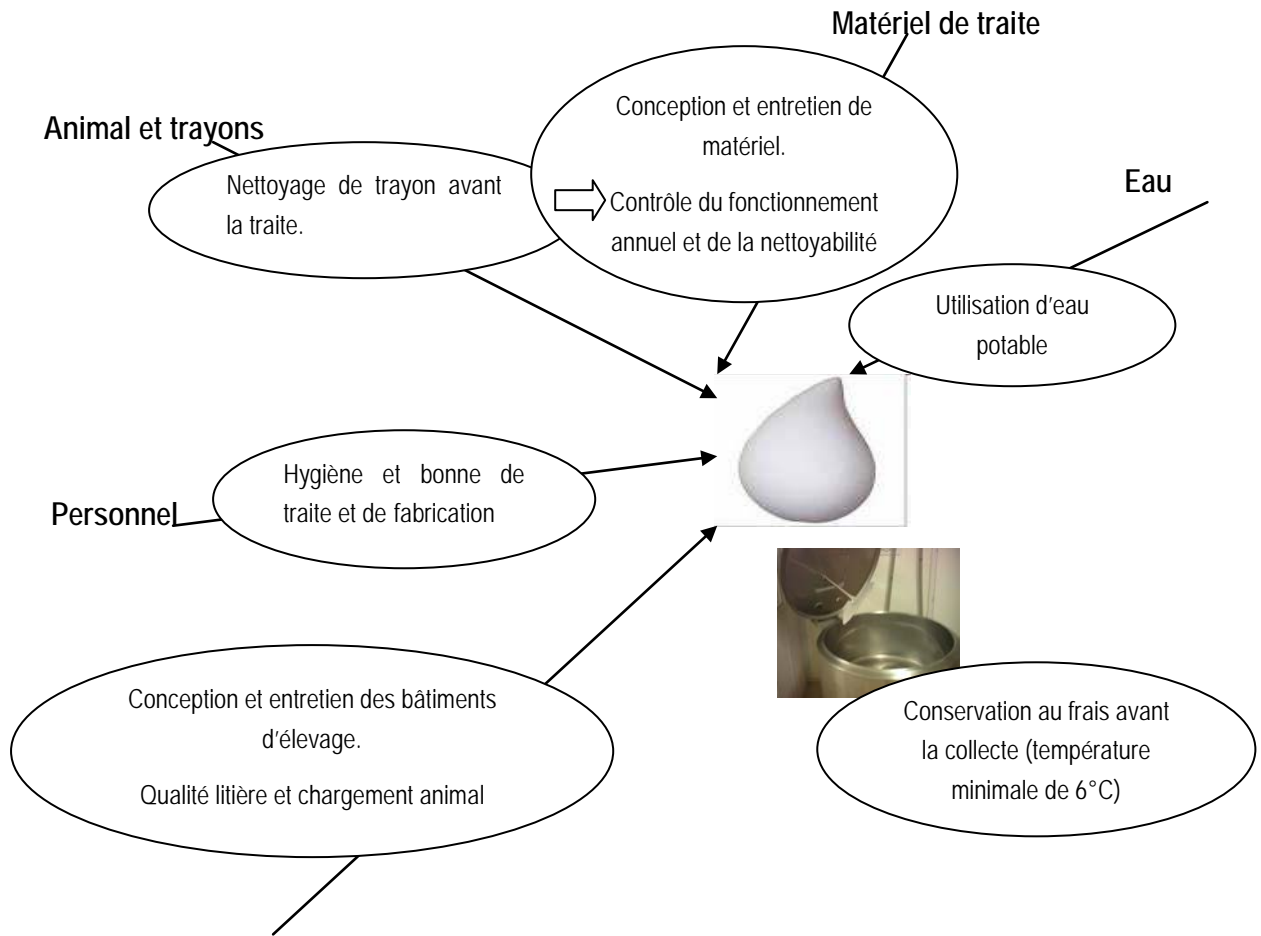 Matériel de traite
Conception et entretien de
matériel.
Contrôle du fonctionnement
annuel et de la nettoyabilité
Animal et trayons
Nettoyage de trayon avant
la traite.
Eau
Utilisation d'eau
potable
Hygiène et bonne de
traite et de fabrication
Personnel
Conception et entretien des bâtiments
d'élevage.
Qualité litière et chargement animal
Conservation au frais avant
la collecte (température
minimale de 6°C)